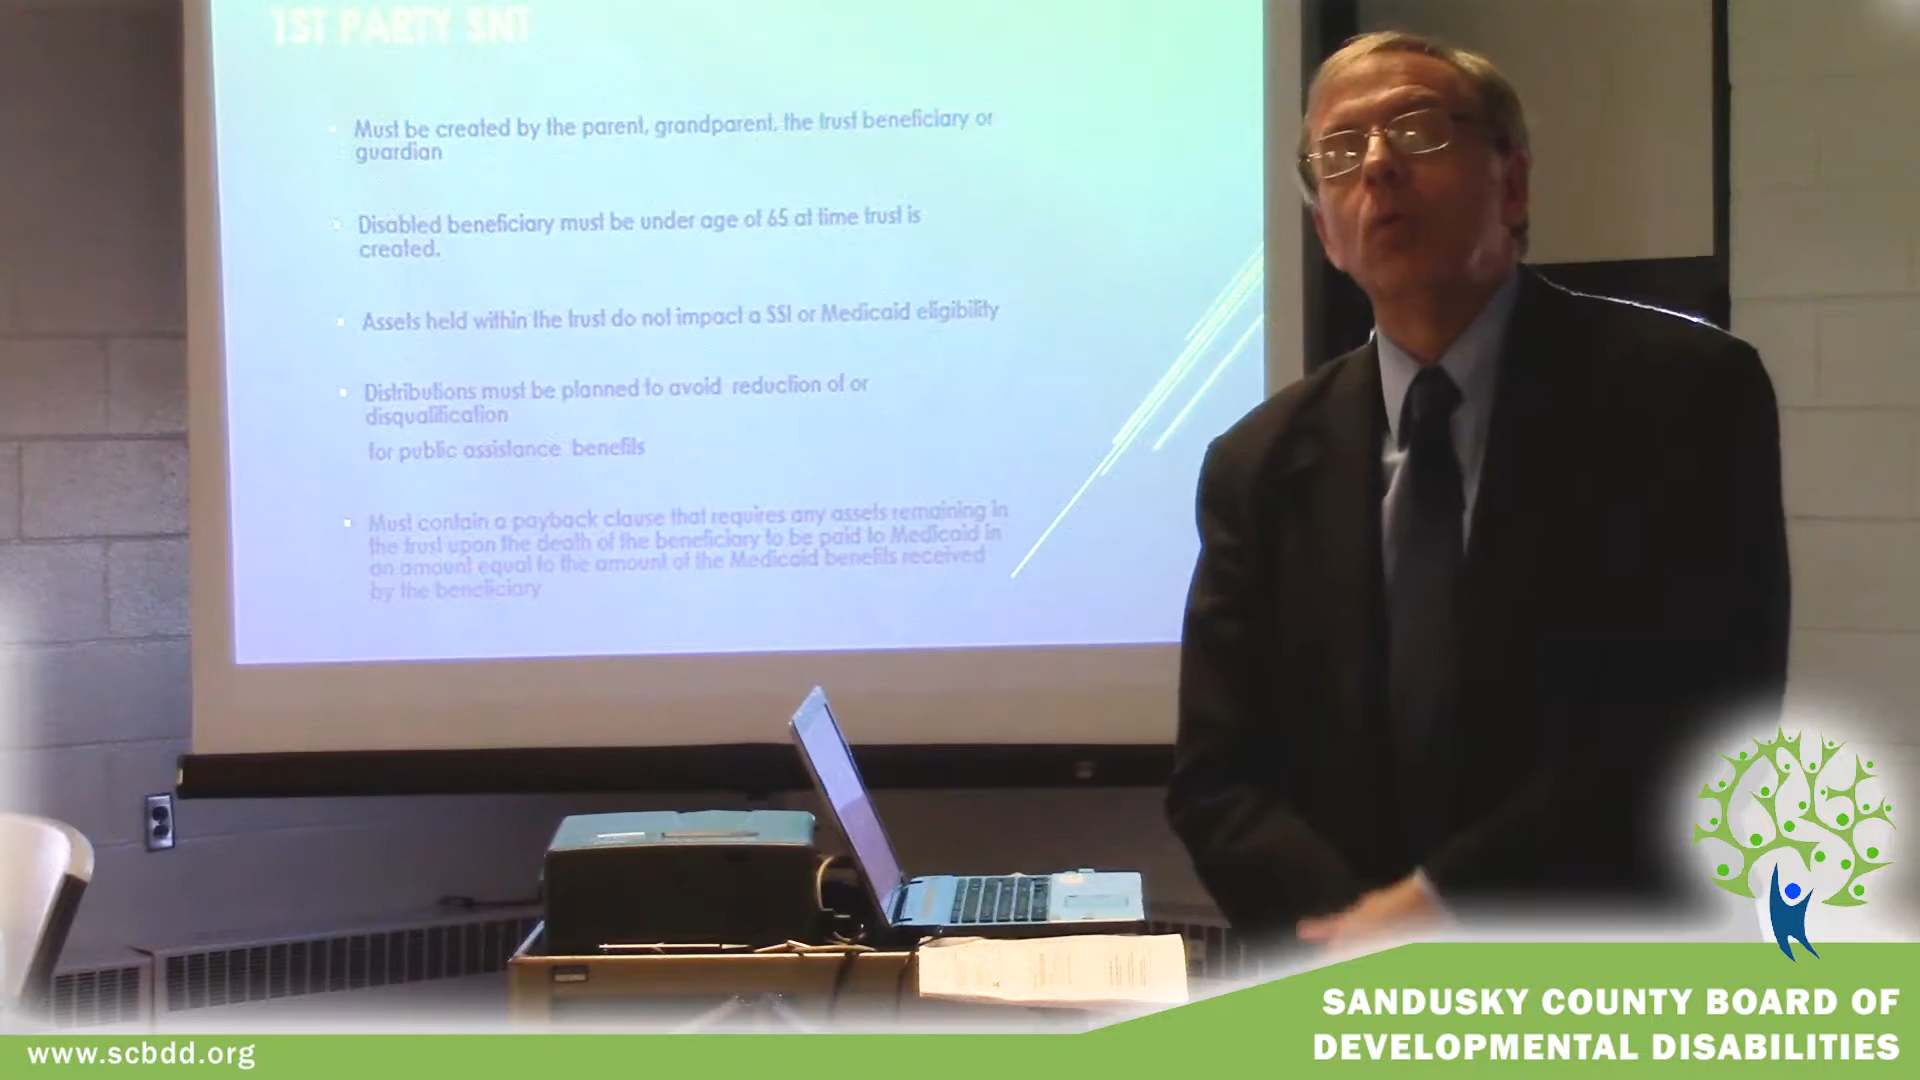 1ST PARTY SNT
Must be created by the parent, grandparent, the trust beneficiary or
guardian
Disabled beneficiary must be under age of 65 at time trust is
created.
Assets held within the trust do not impact a SSI or Medicaid eligibility
Distributions must be planned to avoid reduction of or
disqualification
for public assistance benefits
Must contain a payback clause that requires any assets remaining in
the trust upon the death of the beneficiary to be paid to Medicaid in
an amount equal to the amount of the Medicaid benefits received
by the beneficiary
SANDUSKY COUNTY BOARD OF
DEVELOPMENTAL DISABILITIES
www.scbdd.org